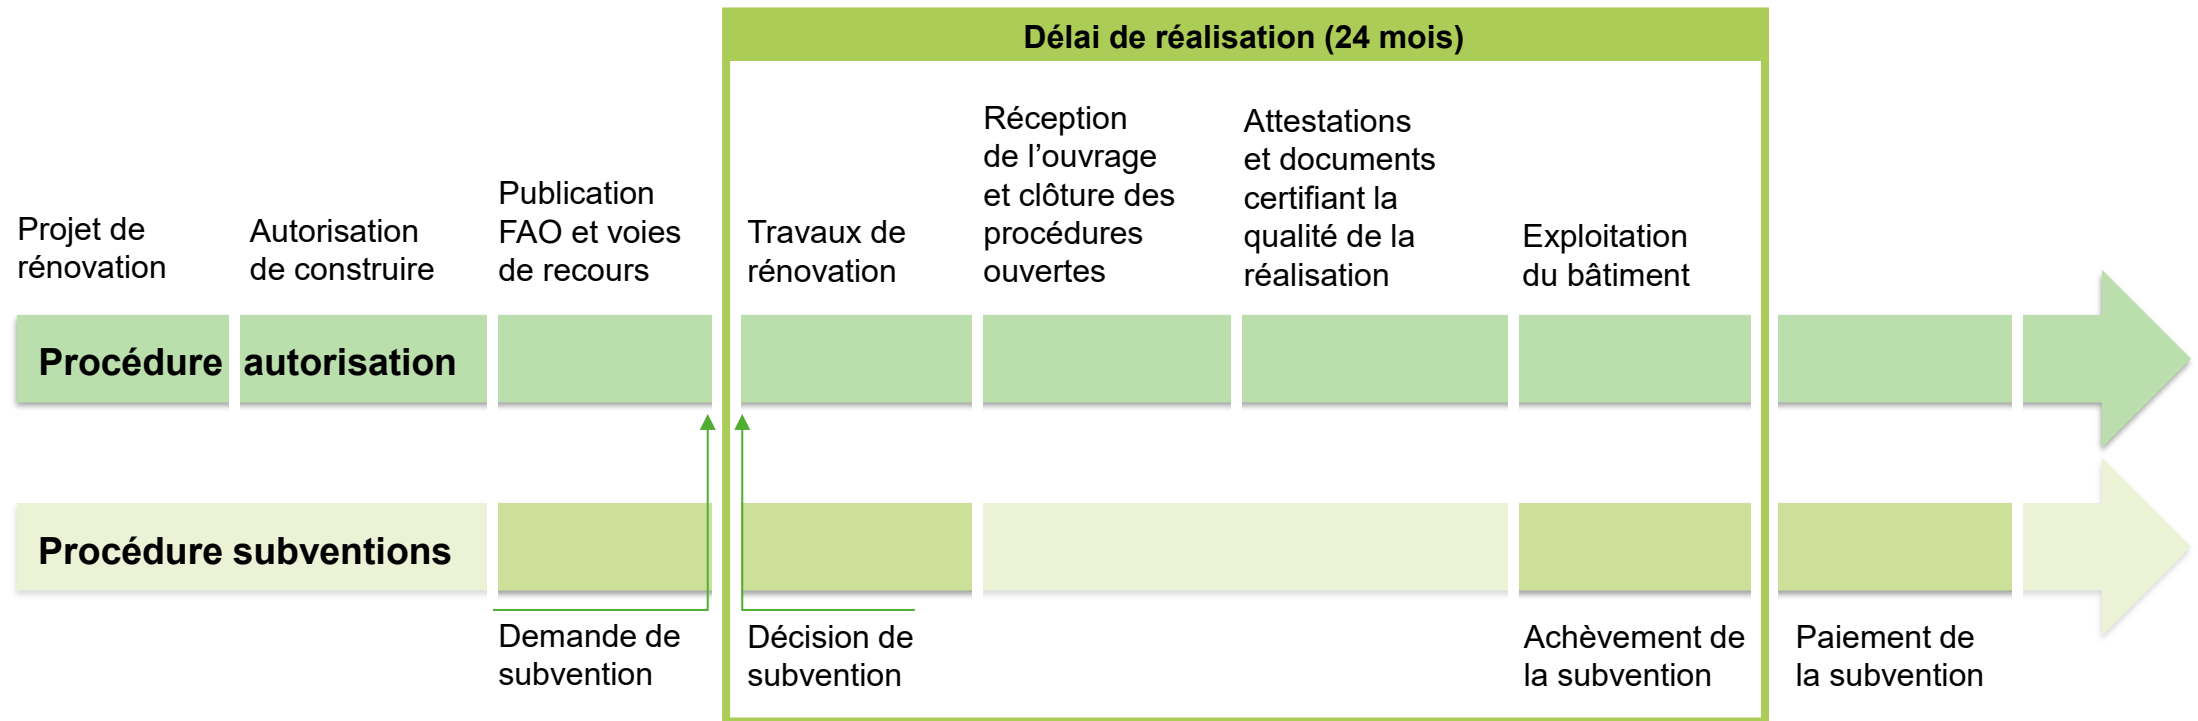 Délai de réalisation (24 mois)
Projet de
rénovation
Autorisation
de construire
Publication
FAO et voies
de recours
Travaux de
rénovation
Réception
de l’ouvrage
et clôture des
procédures
ouvertes
Attestations
et documents
certifiant la
qualité de la
réalisation
Exploitation
du bâtiment
Procédure autorisation
Procédure subventions
Demande de
subvention
Décision de
subvention
Achèvement de
la subvention
Paiement de
la subvention